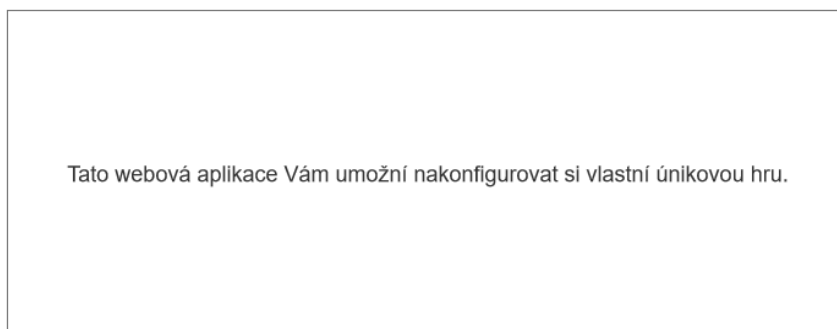 Tato webová aplikace Vám umožní nakonfigurovat si vlastní únikovou hru.